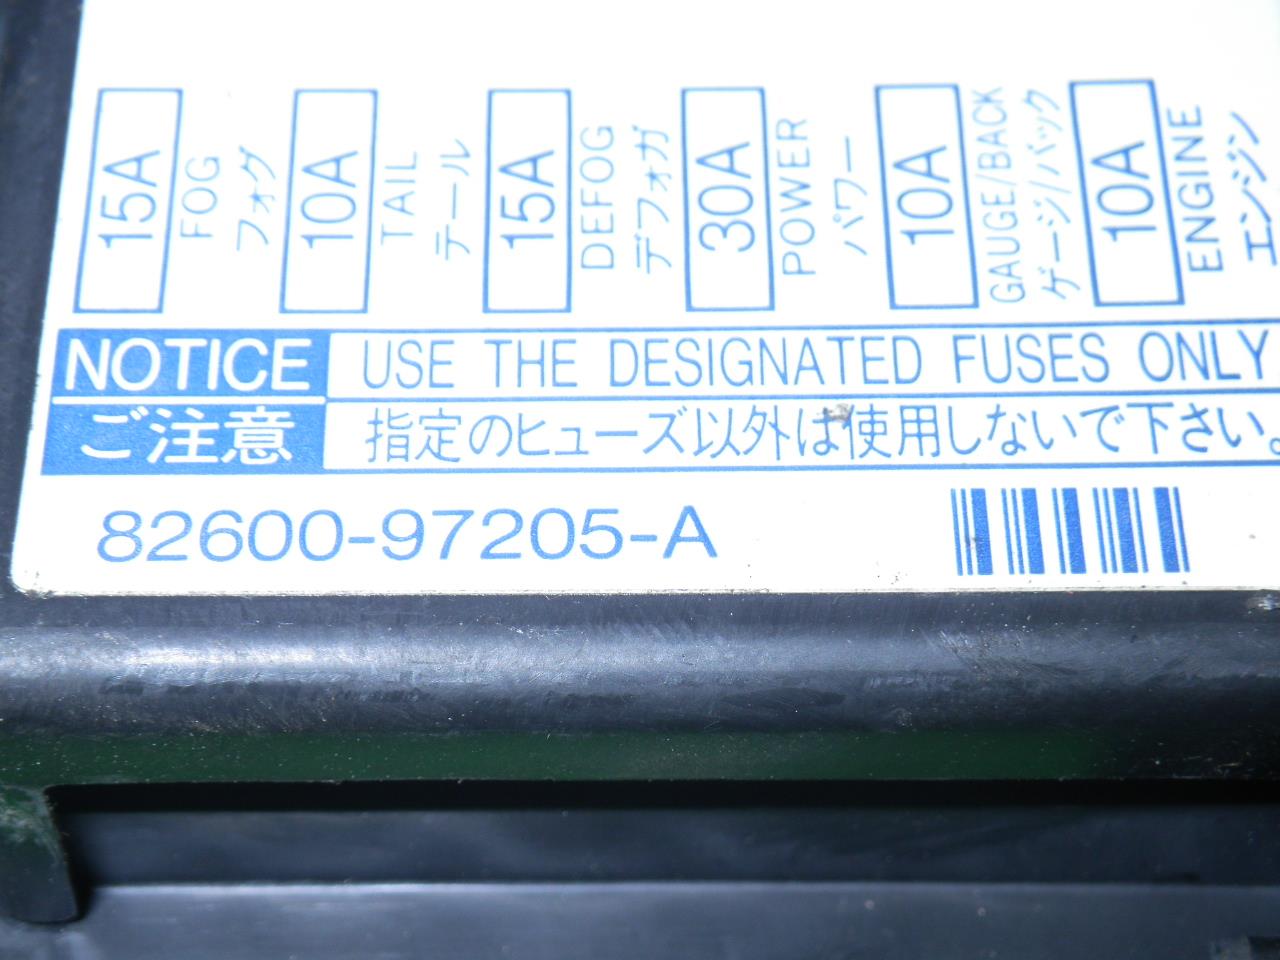 15A
FOG
フォグ
10A
TAIL
テール
15A
DEFOG
デフォガ
30A
POWER
パワー
10A
GAUGE/BACK
ゲージ/バック
10A
ENGINE
エンジン
NOTICE
USE THE DESIGNATED FUSES ONLY.
ご注意
指定のヒューズ以外は使用しないで下さい。
82600-97205-A